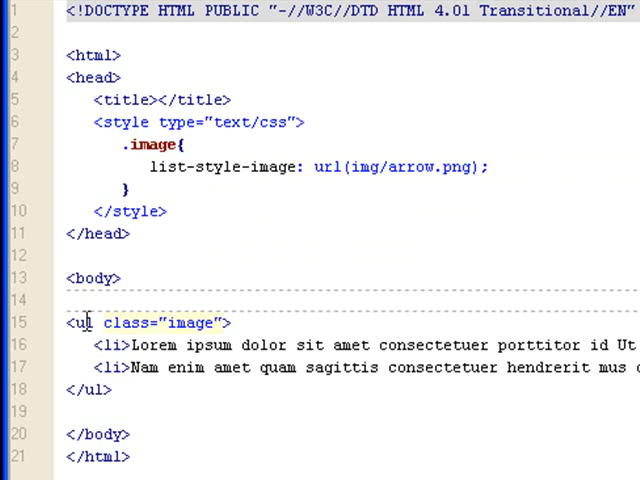 1 <!DOCTYPE HTML PUBLIC "-//W3C//DTD HTML 4.01 Transitional//EN"
2
3 <html>
4 <head>
5 <title></title>
6 <style type="text/css">
7 .image{
8 list-style-image: url(img/arrow.png);
9 }
10 </style>
11 </head>
12
13 <body>
14
15 <ul class="image">
16 <li>Lorem ipsum dolor sit amet consectetuer porttitor id Ut
17 <li>Nam enim amet quam sagittis consectetuer hendrerit mus
18 </ul>
19
20 </body>
21 </html>